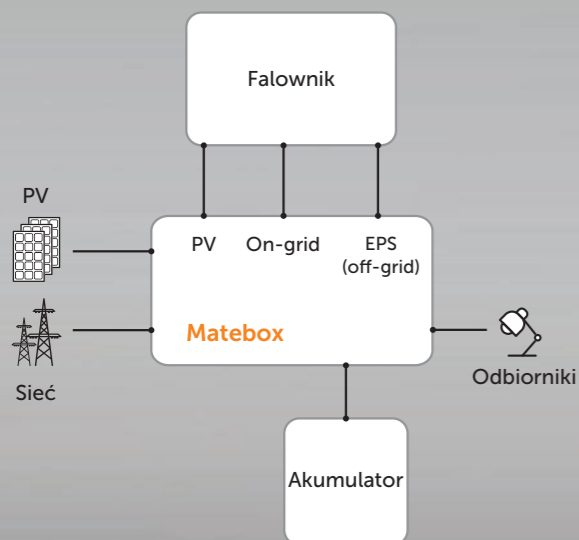 Falownik
PV
PV On-grid EPS
(off-grid)
Matebox
Sieć
Odbiorniki
Akumulator